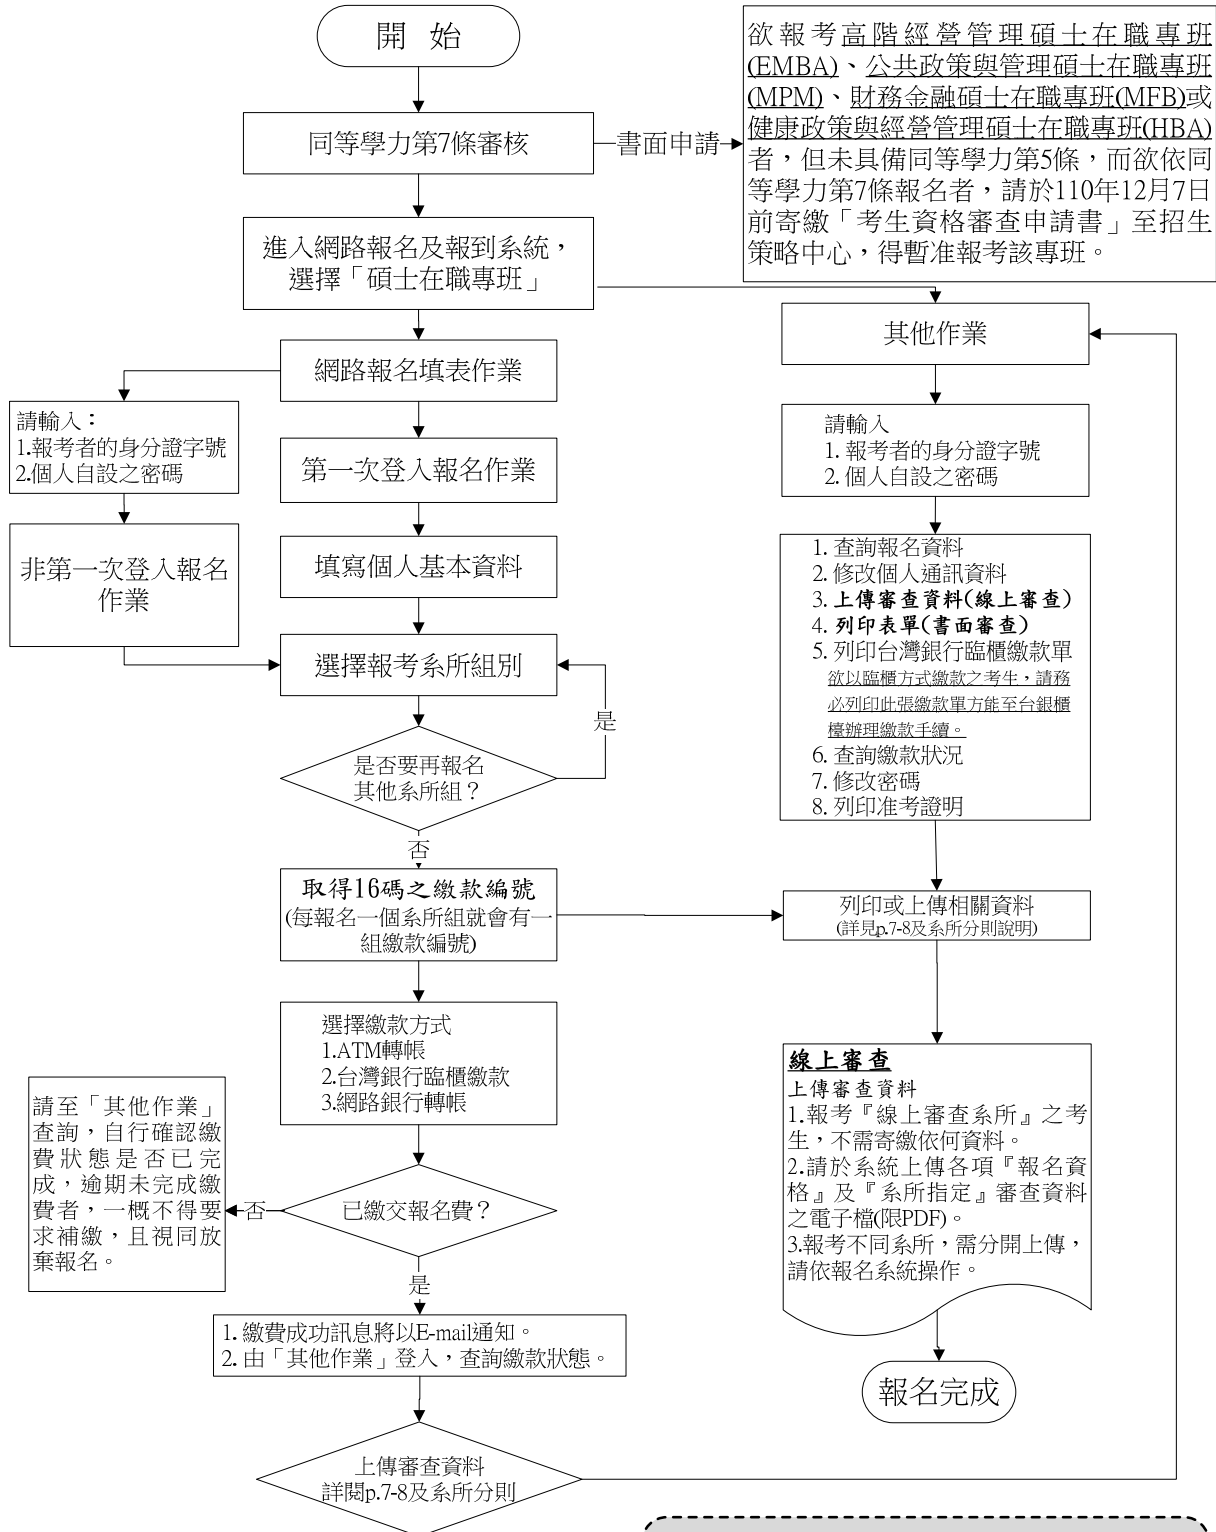 開 始
欲報考高階經營管理碩士在職專班
(EMBA)、公共政策與管理碩士在職專班
(MPM)、財務金融碩士在職專班(MFB)或
健康政策與經營管理碩士在職專班(HBA)
者，但未具備同等學力第5條，而欲依同
等學力第7條報名者，請於110年12月7日
前寄繳「考生資格審查申請書」至招生
策略中心，得暫准報考該專班。
同等學力第7條審核
書面申請
進入網路報名及報到系統，
選擇「碩士在職專班」
其他作業
網路報名填表作業
請輸入：
1.報考者的身分證字號
2.個人自設之密碼
請輸入
1. 報考者的身分證字號
2. 個人自設之密碼
第一次登入報名作業
非第一次登入報名
作業
填寫個人基本資料
1. 查詢報名資料
2. 修改個人通訊資料
3. 上傳審查資料(線上審查)
4. 列印表單(書面審查)
5. 列印台灣銀行臨櫃繳款單
欲以臨櫃方式繳款之考生，請務
必列印此張繳款單方能至台銀櫃
檯辦理繳款手續。
6. 查詢繳款狀況
7. 修改密碼
8. 列印准考證明
選擇報考系所組別
是
是否要再報名
其他系所組？
否
取得16碼之繳款編號
(每報名一個系所組就會有一
組繳款編號)
列印或上傳相關資料
(詳見p.7-8及系所分則說明)
選擇繳款方式
1.ATM轉帳
2.台灣銀行臨櫃繳款
3.網路銀行轉帳
線上審查
上傳審查資料
1.報考『線上審查系所』之考
生，不需寄繳依何資料。
2.請於系統上傳各項『報名資
格』及『系所指定』審查資料
之電子檔(限PDF)。
3.報考不同系所，需分開上傳，
請依報名系統操作。
請至「其他作業」
查詢，自行確認繳
費狀態是否已完
成，逾期未完成繳
費者，一概不得要
求補繳，且視同放
棄報名。
否
已繳交報名費？
是
1. 繳費成功訊息將以E-mail通知。
2. 由「其他作業」登入，查詢繳款狀態。
報名完成
上傳審查資料
詳閱p.7-8及系所分則